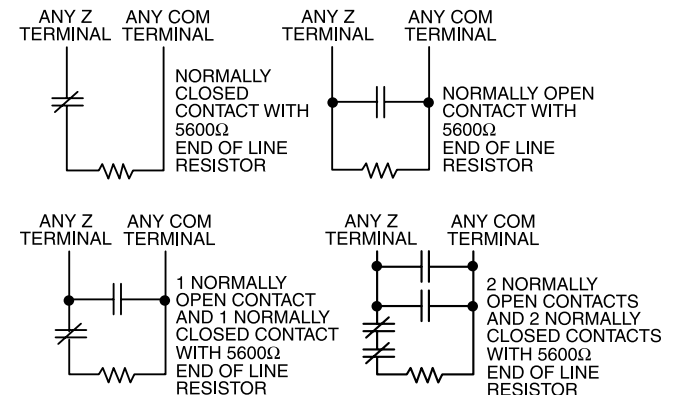 ANY Z ANY COM
TERMINAL TERMINAL
NORMALLY
CLOSED
CONTACT WITH
5600Ω
END OF LINE
RESISTOR
ANY Z ANY COM
TERMINAL TERMINAL
NORMALLY OPEN
CONTACT WITH
5600Ω
END OF LINE
RESISTOR
ANY Z ANY COM
TERMINAL TERMINAL
1 NORMALLY
OPEN CONTACT
AND 1 NORMALLY
CLOSED CONTACT
WITH 5600Ω
END OF LINE
RESISTOR
ANY Z ANY COM
TERMINAL TERMINAL
2 NORMALLY
OPEN CONTACTS
AND 2 NORMALLY
CLOSED CONTACTS
WITH 5600Ω
END OF LINE
RESISTOR